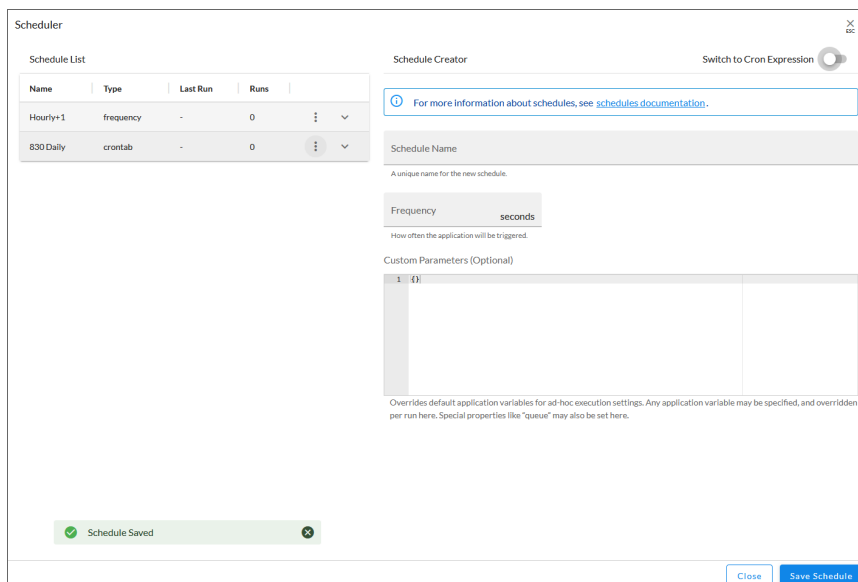 Scheduler
ESC
Schedule List
Name Type Last Run Runs
Hourly+1 frequency - 0
830 Daily crontab - 0
Schedule Creator
Switch to Cron Expression
For more information about schedules, see schedules documentation.
Schedule Name
A unique name for the new schedule.
Frequency
seconds
How often the application will be triggered.
Custom Parameters (Optional)
1 {}
Overrides default application variables for ad-hoc execution settings. Any application variable may be specified, and overridden
per run here. Special properties like "queue" may also be set here.
Schedule Saved
Close Save Schedule